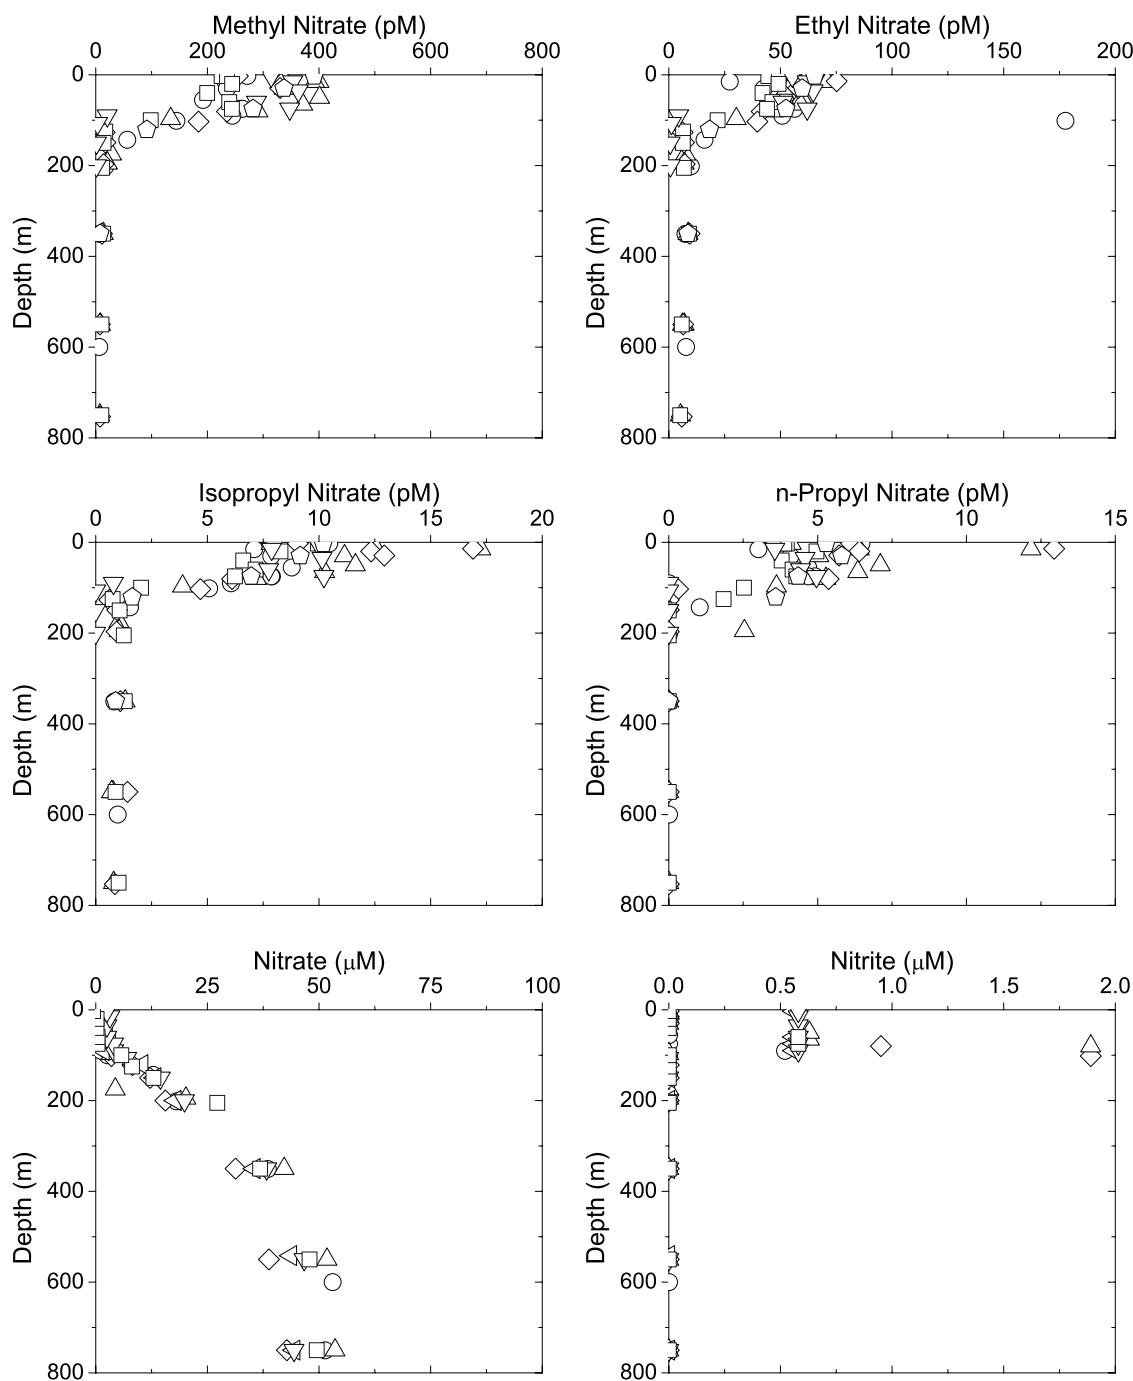 Methyl Nitrate (pM)
0 200 400 600 800
0
200
400
600
800
Depth (m)
Ethyl Nitrate (pM)
0 50 100 150 200
0
200
400
600
800
Depth (m)
Isopropyl Nitrate (pM)
0 5 10 15 20
0
200
400
600
800
Depth (m)
n-Propyl Nitrate (pM)
0 5 10 15
0
200
400
600
800
Depth (m)
Nitrate (μM)
0 25 50 75 100
0
200
400
600
800
Depth (m)
Nitrite (μM)
0.0 0.5 1.0 1.5 2.0
0
200
400
600
800
Depth (m)